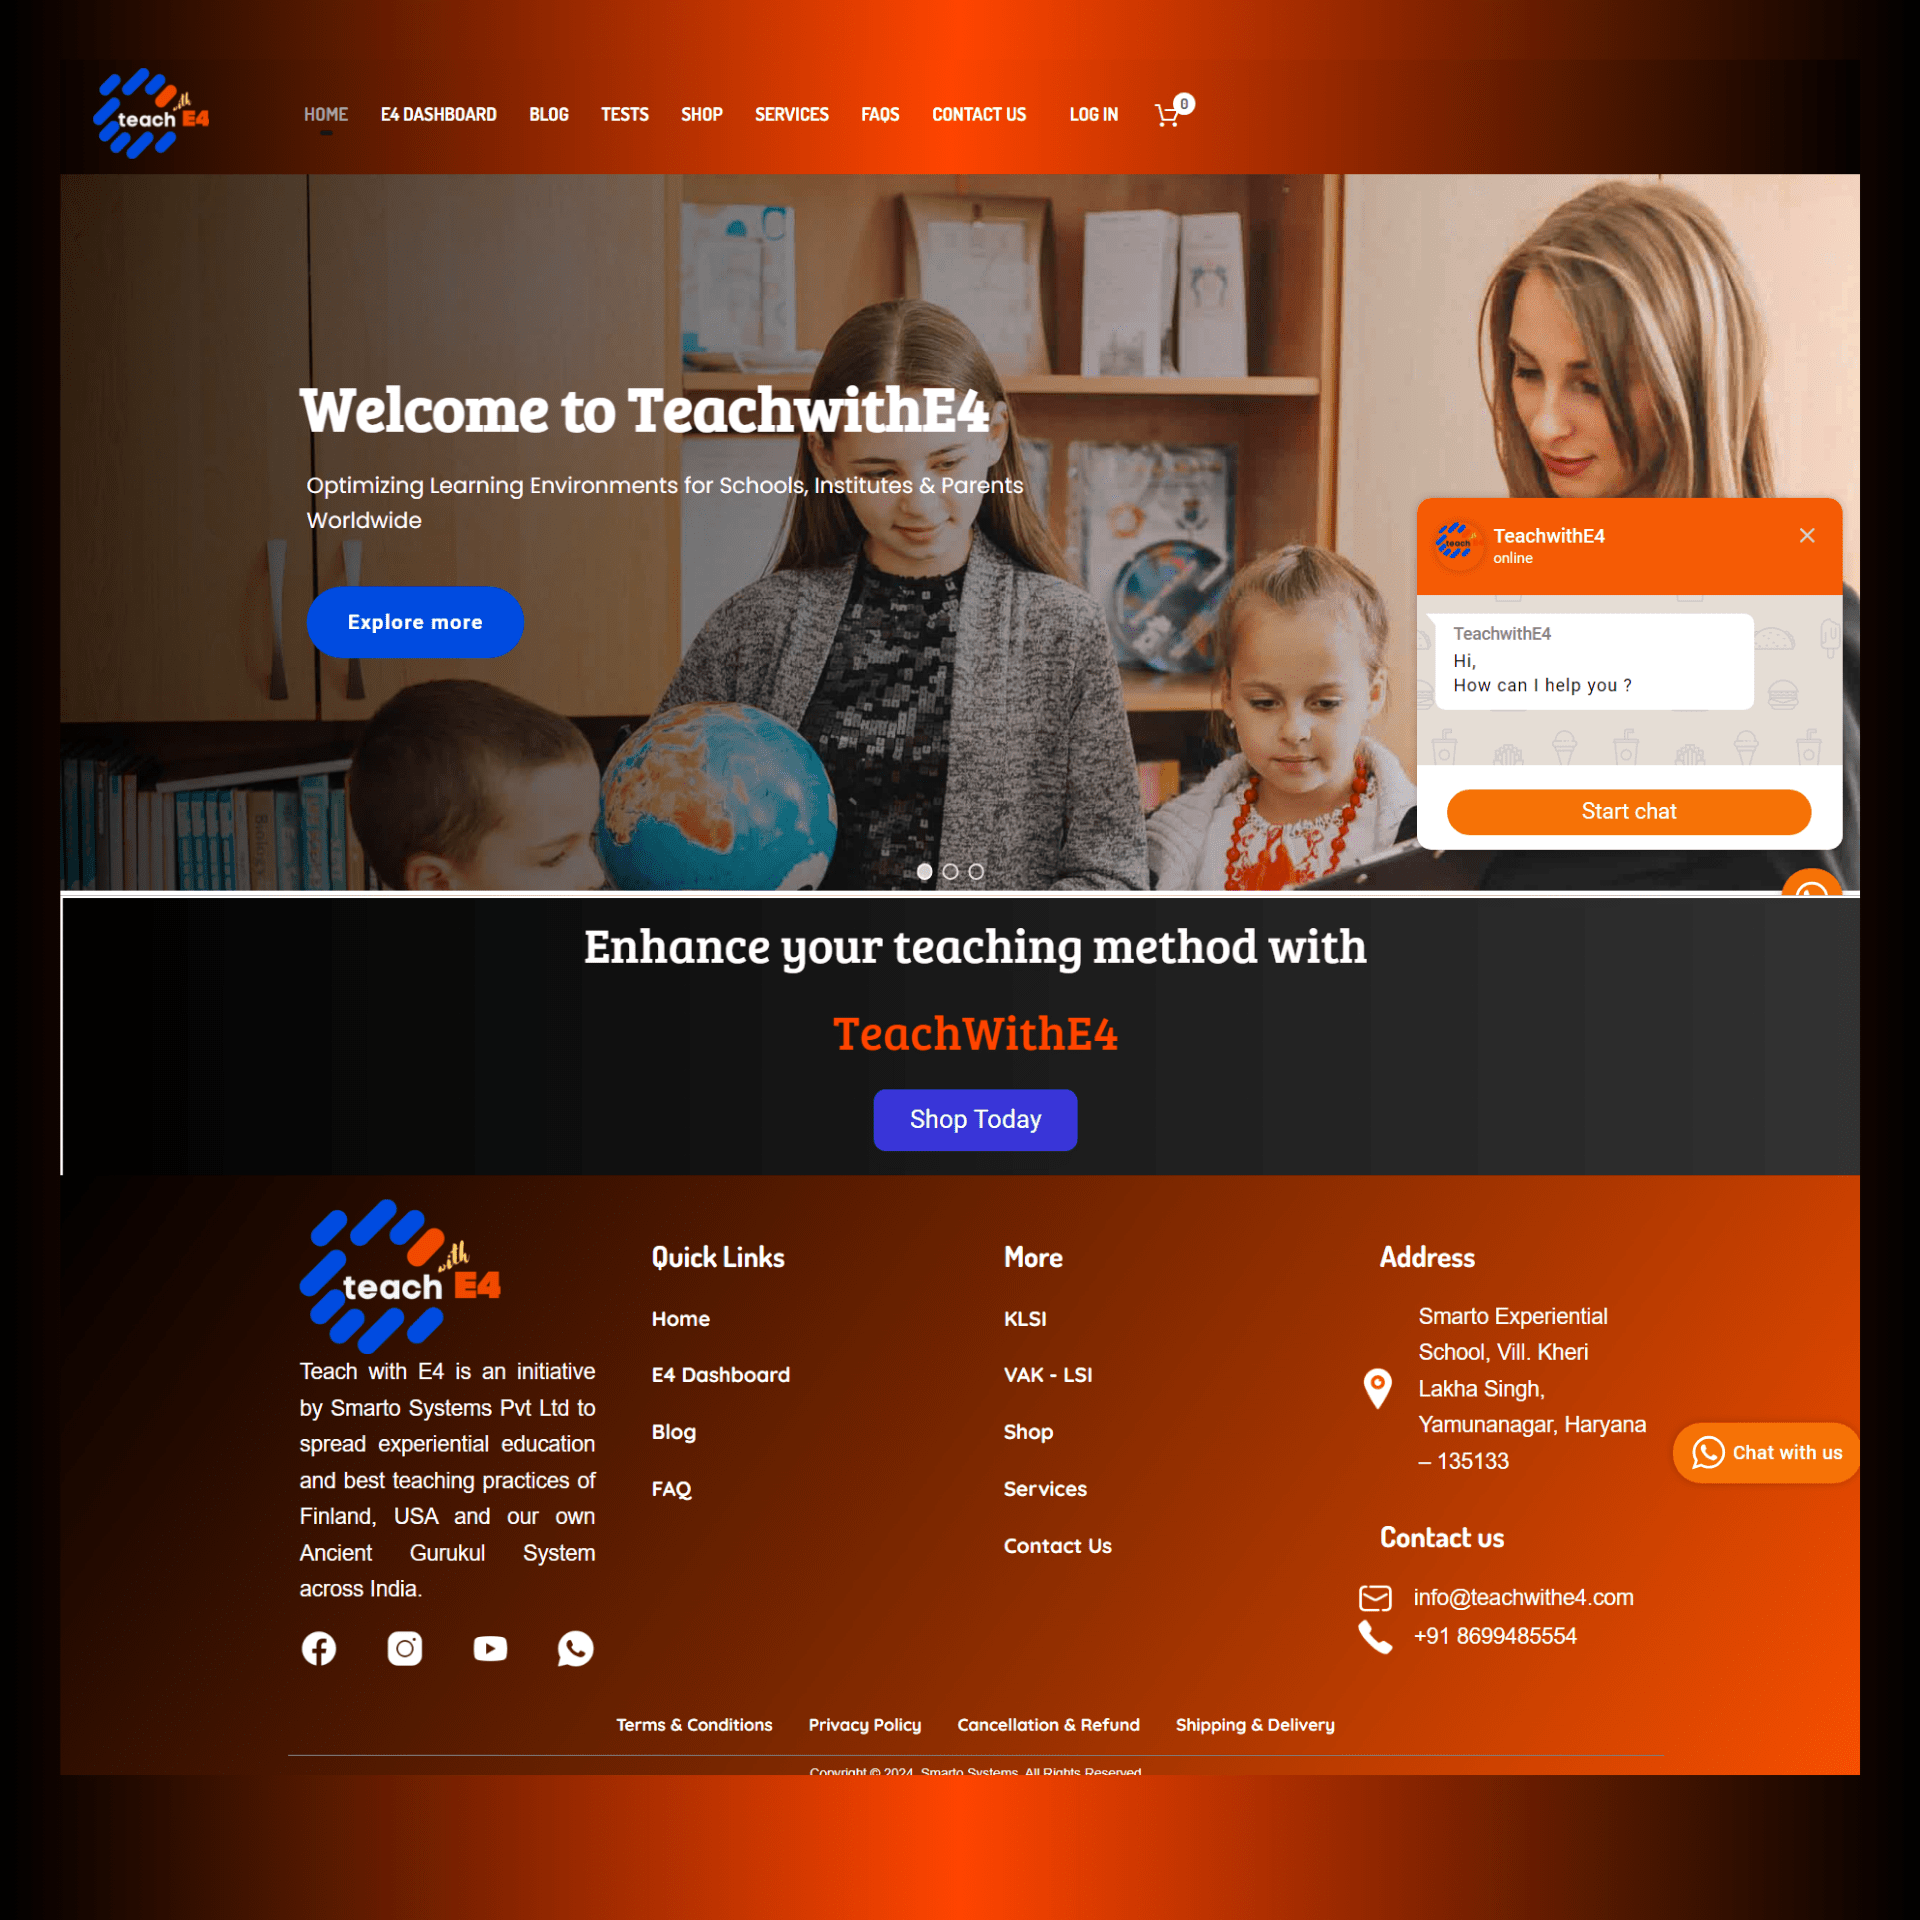 teach with E4
HOME E4 DASHBOARD BLOG TESTS SHOP SERVICES FAQS CONTACT US LOG IN 0
Welcome to TeachwithE4
Optimizing Learning Environments for Schools, Institutes & Parents
Worldwide
Explore more
Biology
teach
TeachwithE4
online
TeachwithE4
Hi,
How can I help you ?
Start chat
Enhance your teaching method with
TeachWithE4
Shop Today
teach with E4
Teach with E4 is an initiative
by Smarto Systems Pvt Ltd to
spread experiential education
and best teaching practices of
Finland, USA and our own
Ancient Gurukul System
across India.
Quick Links
Home
E4 Dashboard
Blog
FAQ
More
KLSI
VAK - LSI
Shop
Services
Contact Us
Address
Smarto Experiential
School, Vill. Kheri
Lakha Singh,
Yamunanagar, Haryana
– 135133
Chat with us
Contact us
info@teachwithe4.com
+91 8699485554
Terms & Conditions Privacy Policy Cancellation & Refund Shipping & Delivery
Copyright © 2024, Smarto Systems. All Rights Reserved